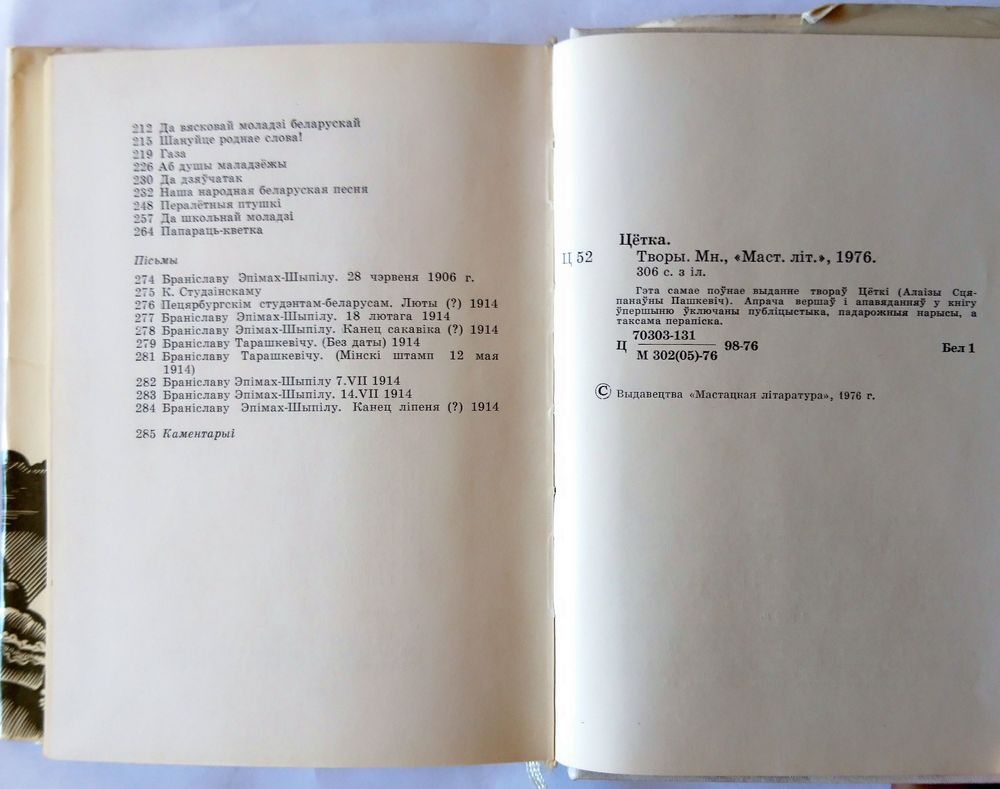 212 Да вясковай моладзі беларускай
215 Шануйце роднае слова!
219 Газа
226 Аб душы маладзёжы
230 Да дзяўчатак
232 Наша народная беларуская песня
248 Пералётныя птушкі
257 Да школьнай моладзі
264 Папараць-кветка
Пісьмы
274 Браніславу Эпімах-Шыпілу. 28 чэрвеня 1906 г.
275 К. Студзінскаму
276 Пецярбургскім студэнтам-беларусам. Люты (?) 1914
277 Браніславу Эпімах-Шыпілу. 18 лютага 1914
278 Браніславу Эпімах-Шыпілу. Канец сакавіка (?) 1914
279 Браніславу Тарашкевічу. (Без даты) 1914
281 Браніславу Тарашкевічу. (Мінскі штамп 12 мая
1914)
282 Браніславу Эпімах-Шыпілу 7.VII 1914
283 Браніславу Эпімах-Шыпілу. 14.VII 1914
284 Браніславу Эпімах-Шыпілу. Канец ліпеня (?) 1914
285 Каментарыі
Цётка.
Ц 52 Творы. Мн., «Маст. літ.», 1976.
306 с. з іл.
Гэта самае поўнае выданне твораў Цёткі (Алаізы Сця-
панаўны Пашкевіч). Апрача вершаў і апавяданняў у кнігу
ўпершыню ўключаны публіцыстыка, падарожныя нарысы, а
таксама перапіска.
70303-131
Ц 98-76 Бел 1
М 302(05)-76
© Выдавецтва «Мастацкая літаратура», 1976 г.